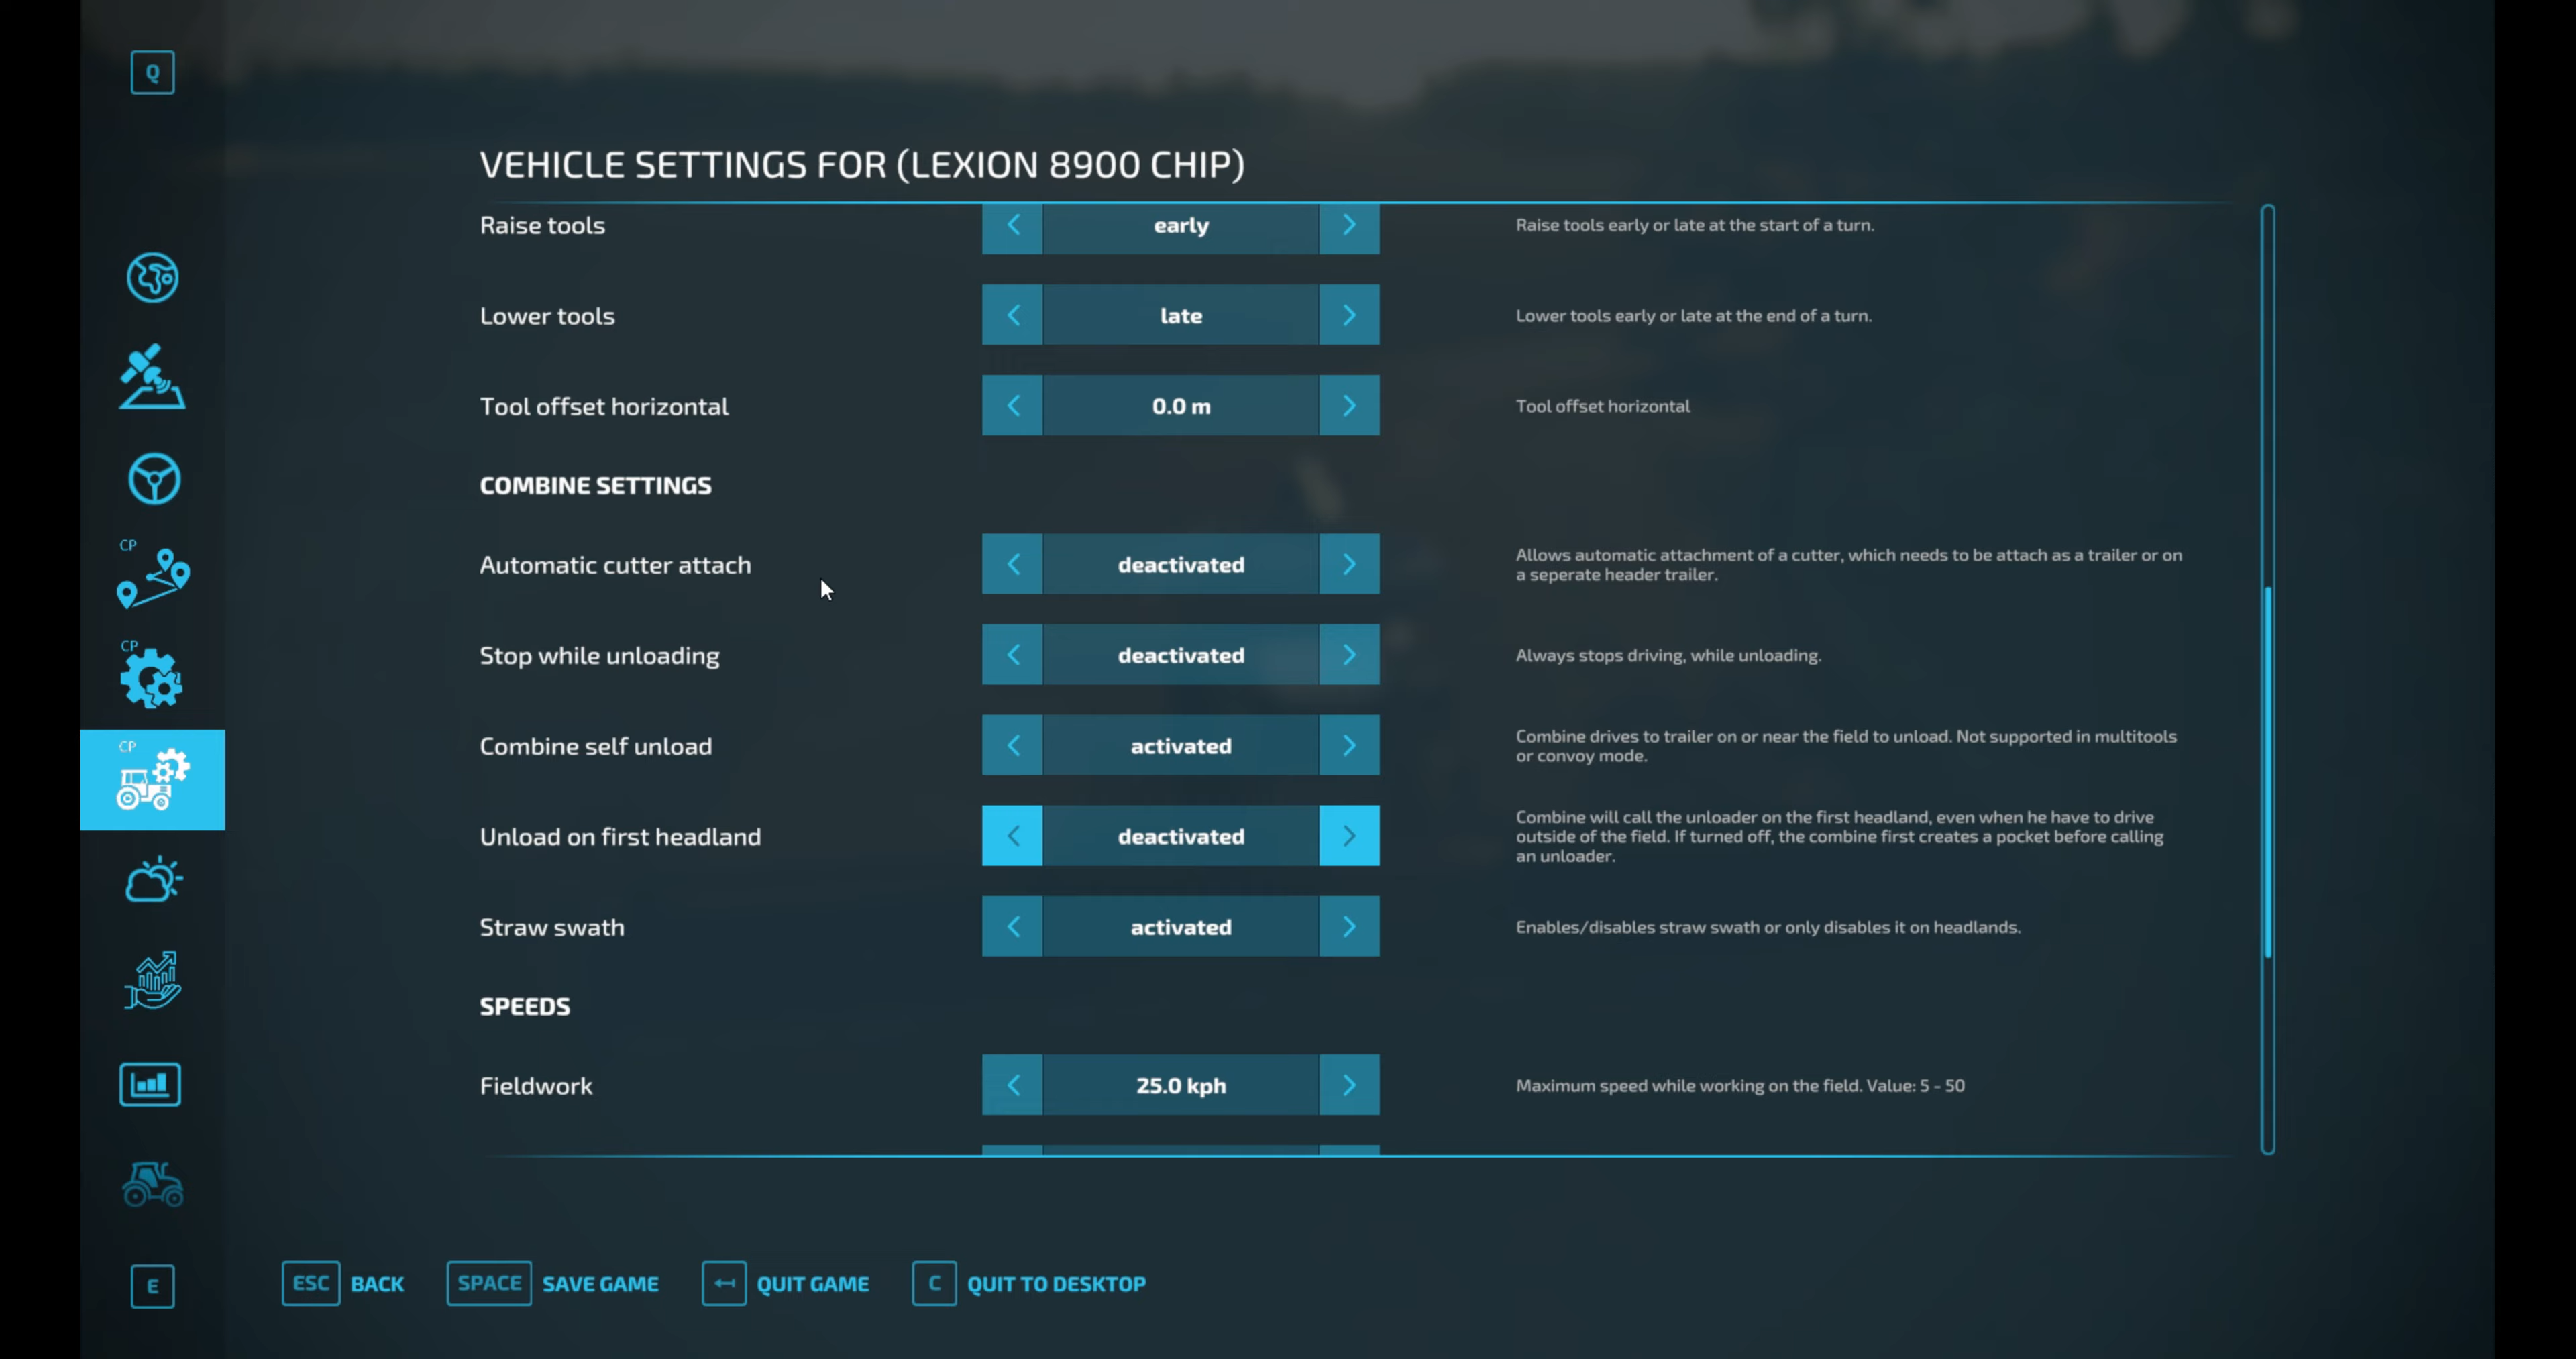 Q
VEHICLE SETTINGS FOR (LEXION 8900 CHIP)
Raise tools
early
Raise tools early or late at the start of a turn.
Lower tools
late
Lower tools early or late at the end of a turn.
Tool offset horizontal
0.0 m
Tool offset horizontal
COMBINE SETTINGS
Automatic cutter attach
deactivated
Allows automatic attachment of a cutter, which needs to be attach as a trailer or on
a seperate header trailer.
CP
Stop while unloading
deactivated
Always stops driving, while unloading.
CP
Combine self unload
activated
Combine drives to trailer on or near the field to unload. Not supported in multitools
or convoy mode.
CP
Unload on first headland
deactivated
Combine will call the unloader on the first headland, even when he have to drive
outside of the field. If turned off, the combine first creates a pocket before calling
an unloader.
Straw swath
activated
Enables/disables straw swath or only disables it on headlands.
SPEEDS
Fieldwork
25.0 kph
Maximum speed while working on the field. Value: 5 - 50
E
ESC BACK
SPACE SAVE GAME
QUIT GAME
C QUIT TO DESKTOP